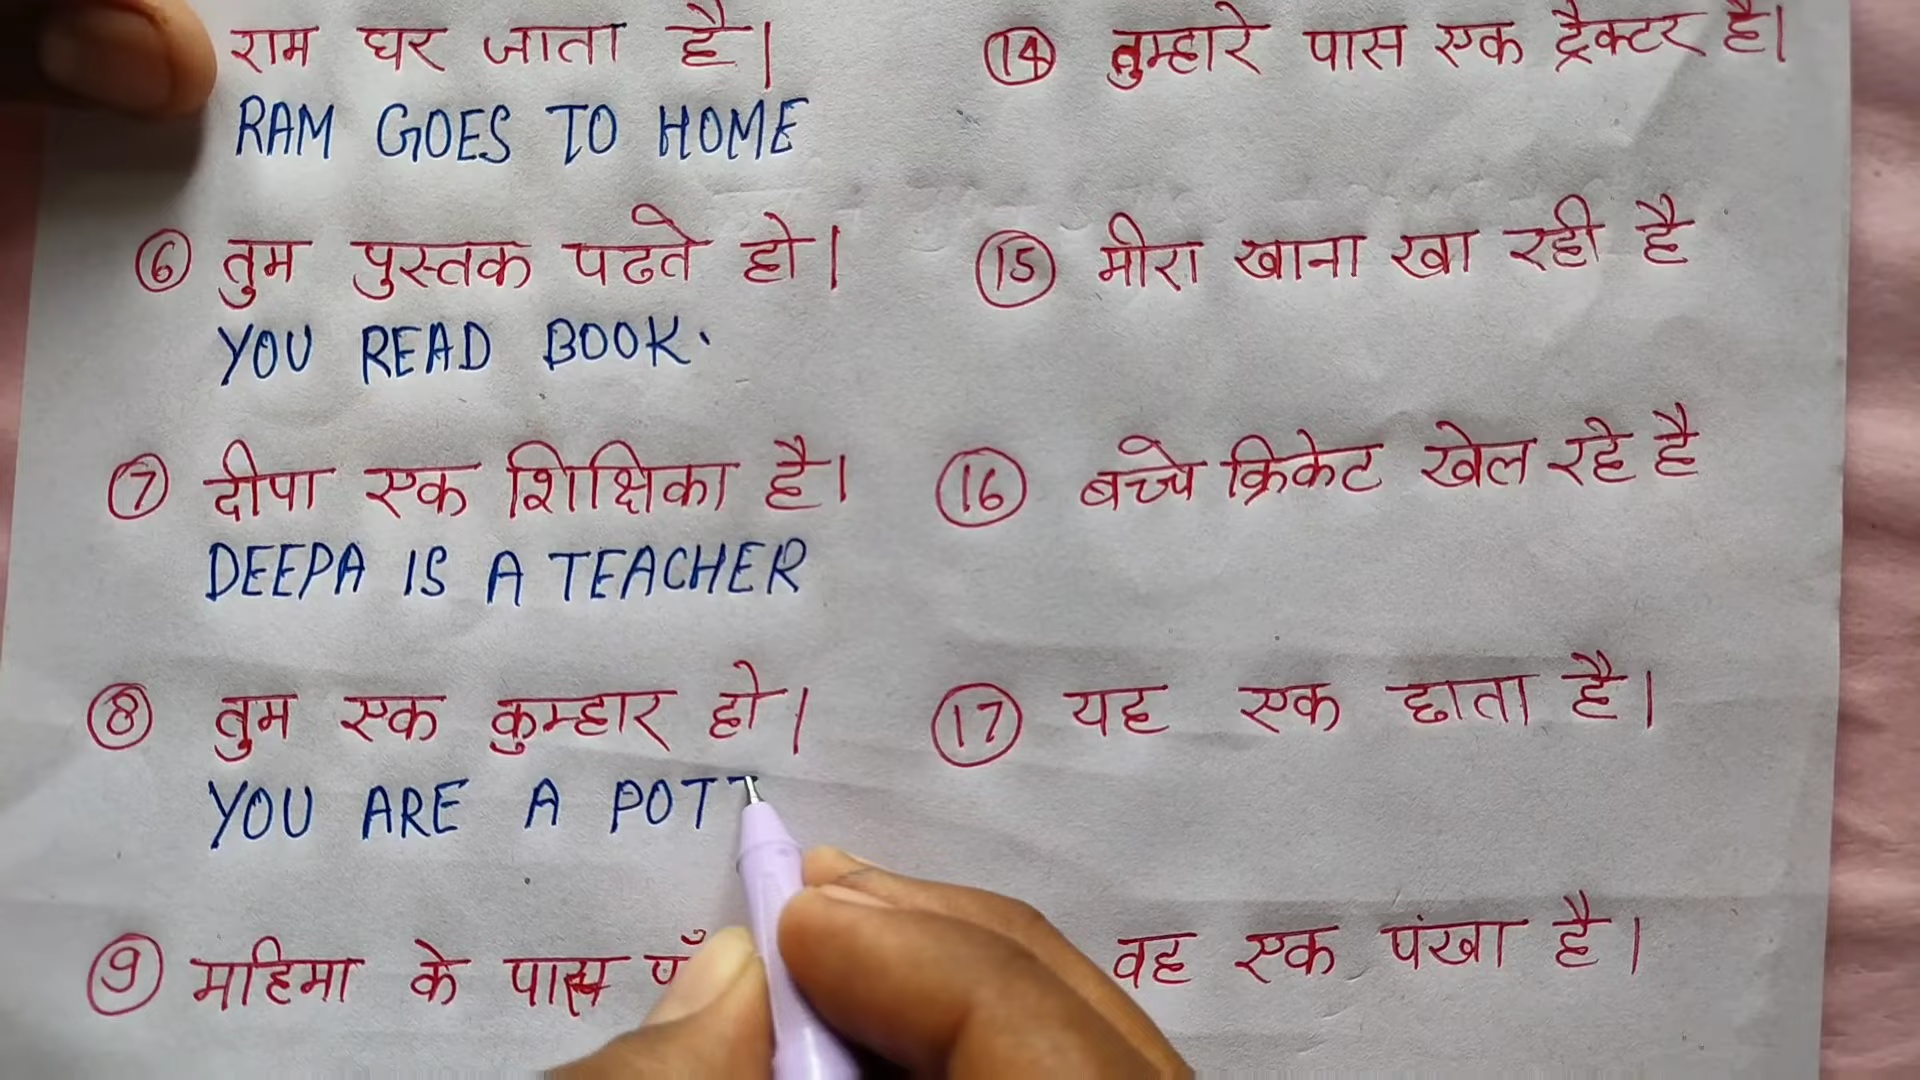 राम घर जाता है।
RAM GOES TO HOME
6 तुम पुस्तक पढते हो।
YOU READ BOOK.
7 दीपा एक शिक्षिका है।
DEEPA IS A TEACHER
8 तुम एक कुम्हार हो।
YOU ARE A POTT
9 महिमा के पास
14 तुम्हारे पास एक ट्रैक्टर है।
15 मीरा खाना खा रही है
16 बच्चे क्रिकेट खेल रहे है
17 यह एक छाता है।
वह एक पंखा है।